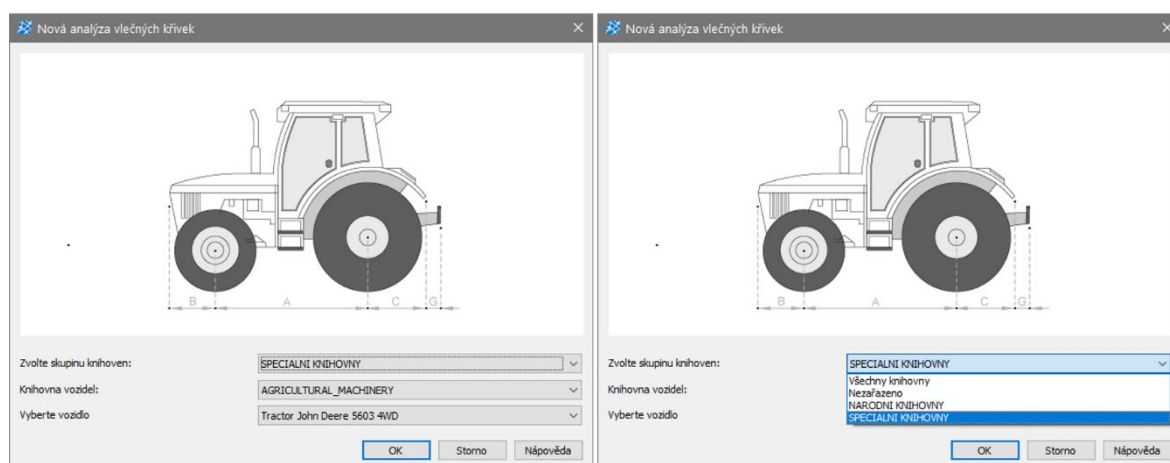 Nová analýza vlečných křivek
B A C G
Zvolte skupinu knihoven: SPECIALNI KNIHOVNY
Knihovna vozidel: AGRICULTURAL_MACHINERY
Vyberte vozidlo Tractor John Deere 5603 4WD
OK Storno Nápověda
Nová analýza vlečných křivek
B A C G
Zvolte skupinu knihoven: SPECIALNI KNIHOVNY
Všechny knihovny
Knihovna vozidel: Nezařazeno
NARODNI KNIHOVNY
Vyberte vozidlo SPECIALNI KNIHOVNY
OK Storno Nápověda